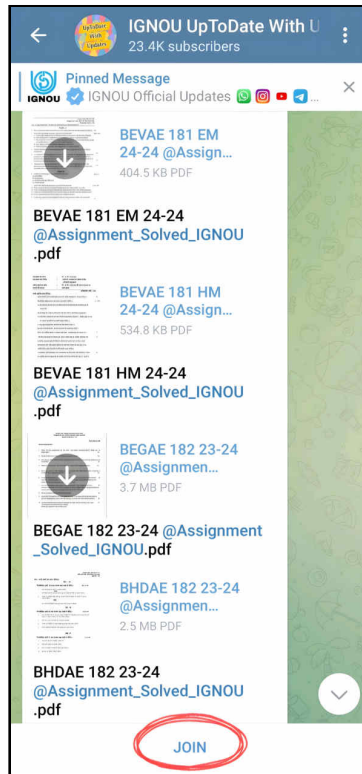 IGNOU UpToDate With U
23.4K subscribers
Pinned Message
IGNOU Official Updates
IGNOU
BEVAE 181 EM
24-24 @Assign...
404.5 KB PDF
BEVAE 181 EM 24-24
@Assignment_Solved_IGNOU
.pdf
BEVAE 181 HM
24-24 @Assign...
534.8 KB PDF
BEVAE 181 HM 24-24
@Assignment_Solved_IGNOU
.pdf
BEGAE 182 23-24
@Assignmen...
3.7 MB PDF
BEGAE 182 23-24 @Assignment
_Solved_IGNOU.pdf
BHDAE 182 23-24
@Assignmen...
2.5 MB PDF
BHDAE 182 23-24
@Assignment_Solved_IGNOU
.pdf
JOIN